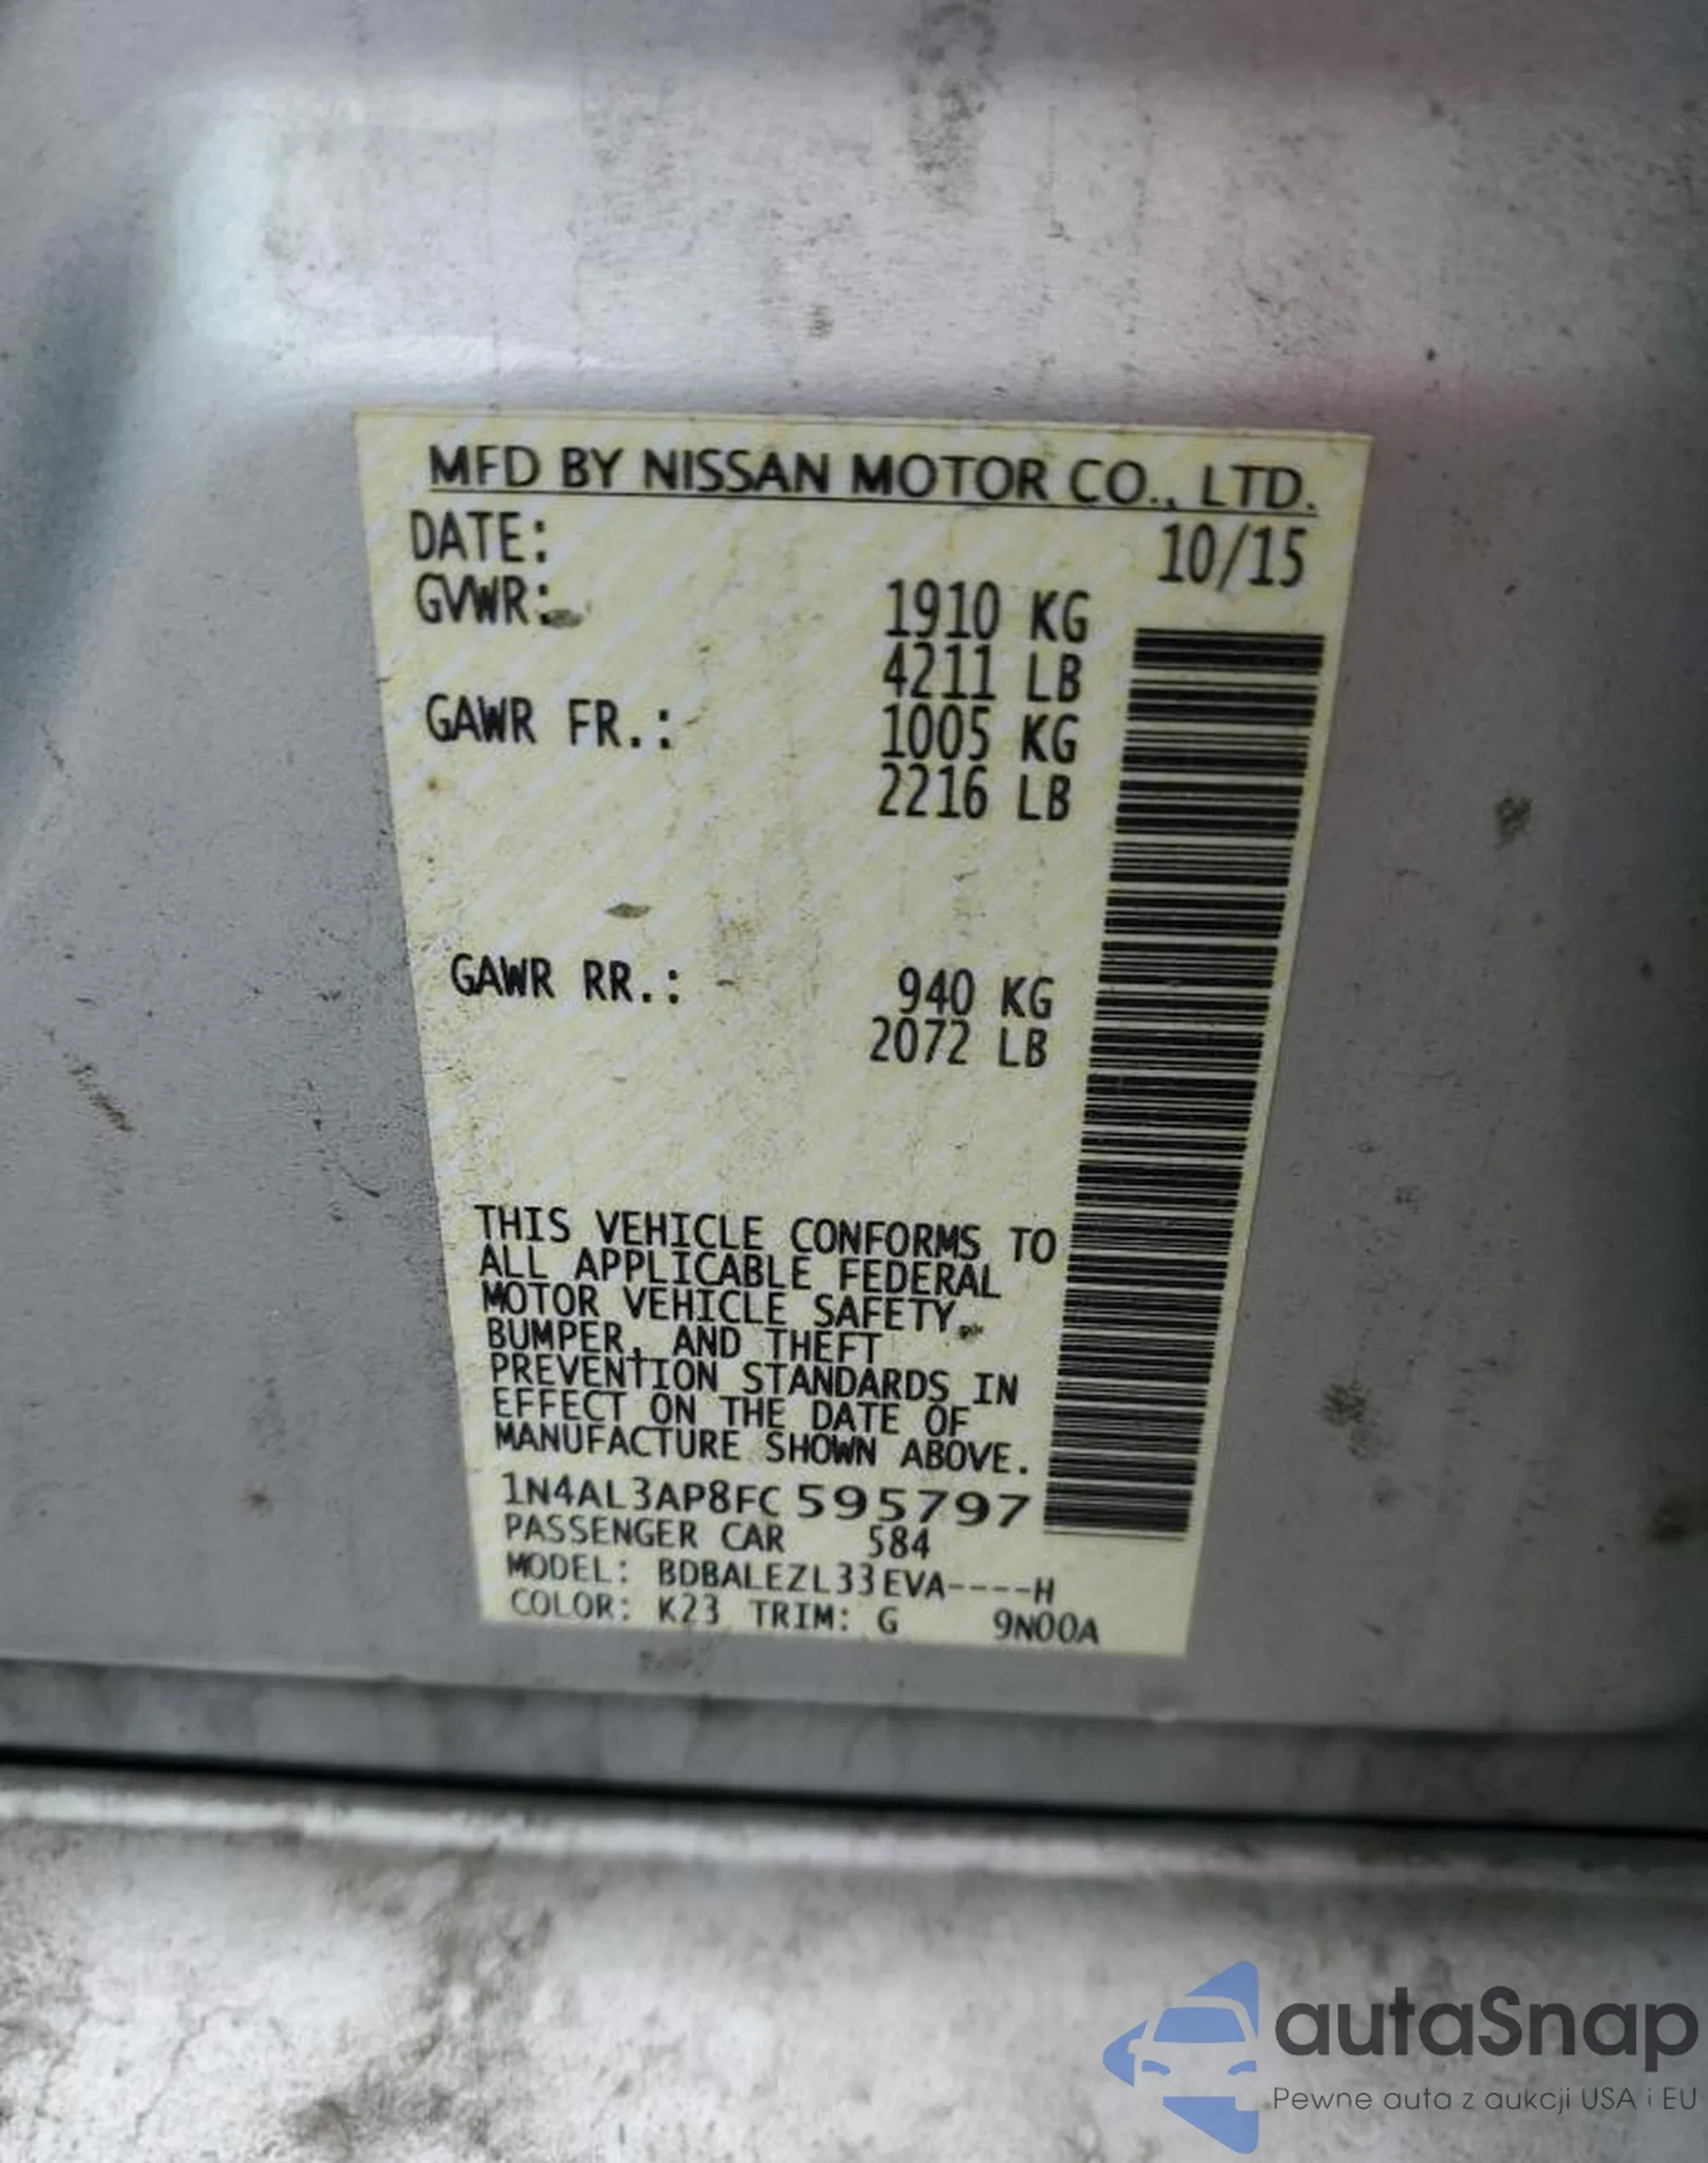 MFD BY NISSAN MOTOR CO., LTD.
DATE: 10/15
GVWR: 1910 KG
4211 LB
GAWR FR.: 1005 KG
2216 LB
GAWR RR.: 940 KG
2072 LB
THIS VEHICLE CONFORMS TO
ALL APPLICABLE FEDERAL
MOTOR VEHICLE SAFETY,
BUMPER, AND THEFT
PREVENTION STANDARDS IN
EFFECT ON THE DATE OF
MANUFACTURE SHOWN ABOVE.
1N4AL3AP8FC595797
PASSENGER CAR 584
MODEL: BDBALEZL33EVA----H
COLOR: K23 TRIM: G 9N00A
autaSnap
Pewne auta z aukcji USA i EU